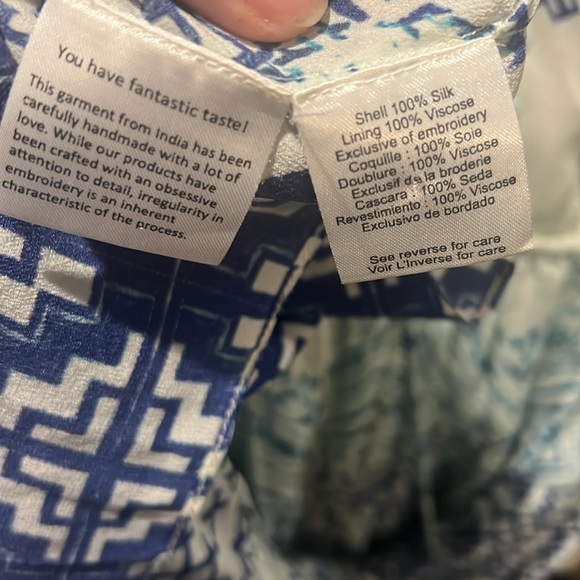 You have fantastic taste!
This garment from India has been
carefully handmade with a lot of
love. While our products have
been crafted with an obsessive
attention to detail, irregularity in
embroidery is an inherent
characteristic of the process.
Shell 100% Silk
Lining 100% Viscose
Exclusive of embroidery
Coquille : 100% Soie
Doublure : 100% Viscose
Exclusif de la broderie
Cascara : 100% Seda
Revestimiento : 100% Viscose
Exclusivo de bordado
See reverse for care
Voir L'Inverse for care